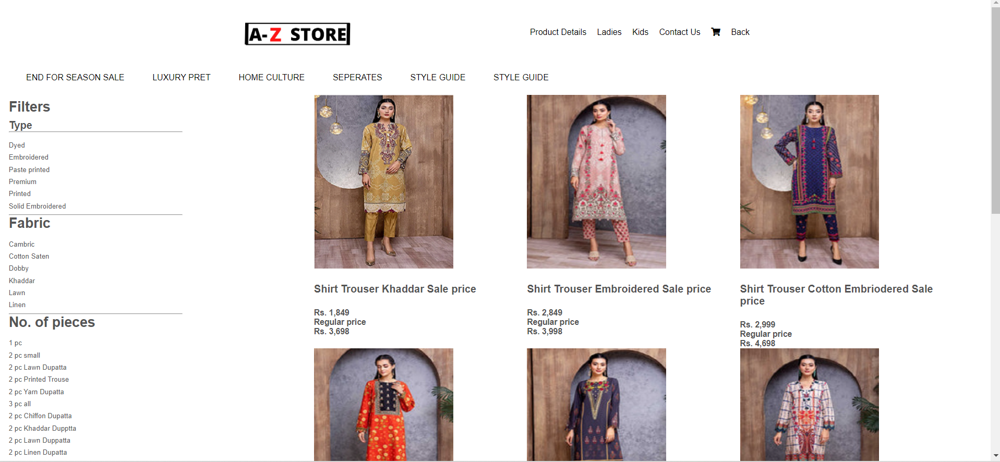 A-Z STORE
Product Details Ladies Kids Contact Us Back
END FOR SEASON SALE LUXURY PRET HOME CULTURE SEPERATES STYLE GUIDE STYLE GUIDE
Filters
Type
Dyed
Embroidered
Paste printed
Premium
Printed
Solid Embroidered
Fabric
Cambric
Cotton Saten
Dobby
Khaddar
Lawn
Linen
No. of pieces
1 pc
2 pc small
2 pc Lawn Dupatta
2 pc Printed Trouse
2 pc Yarn Dupatta
3 pc all
2 pc Chiffon Dupatta
2 pc Khaddar Dupptta
2 pc Lawn Duppatta
2 pc Linen Dupatta
Shirt Trouser Khaddar Sale price
Rs. 1,849
Regular price
Rs. 3,698
Shirt Trouser Embroidered Sale price
Rs. 2,849
Regular price
Rs. 3,998
Shirt Trouser Cotton Embriodered Sale
price
Rs. 2,999
Regular price
Rs. 4,698